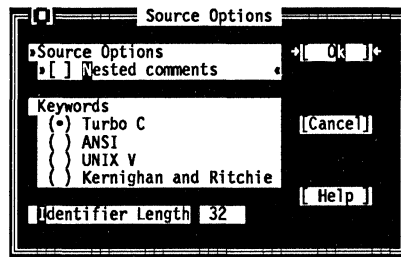 Source Options
»Source Options
»[ ] Nested comments «
→[ Ok ]←
Keywords
(•) Turbo C
( ) ANSI
( ) UNIX V
( ) Kernighan and Ritchie
[Cancel]
[ Help ]
Identifier Length 32